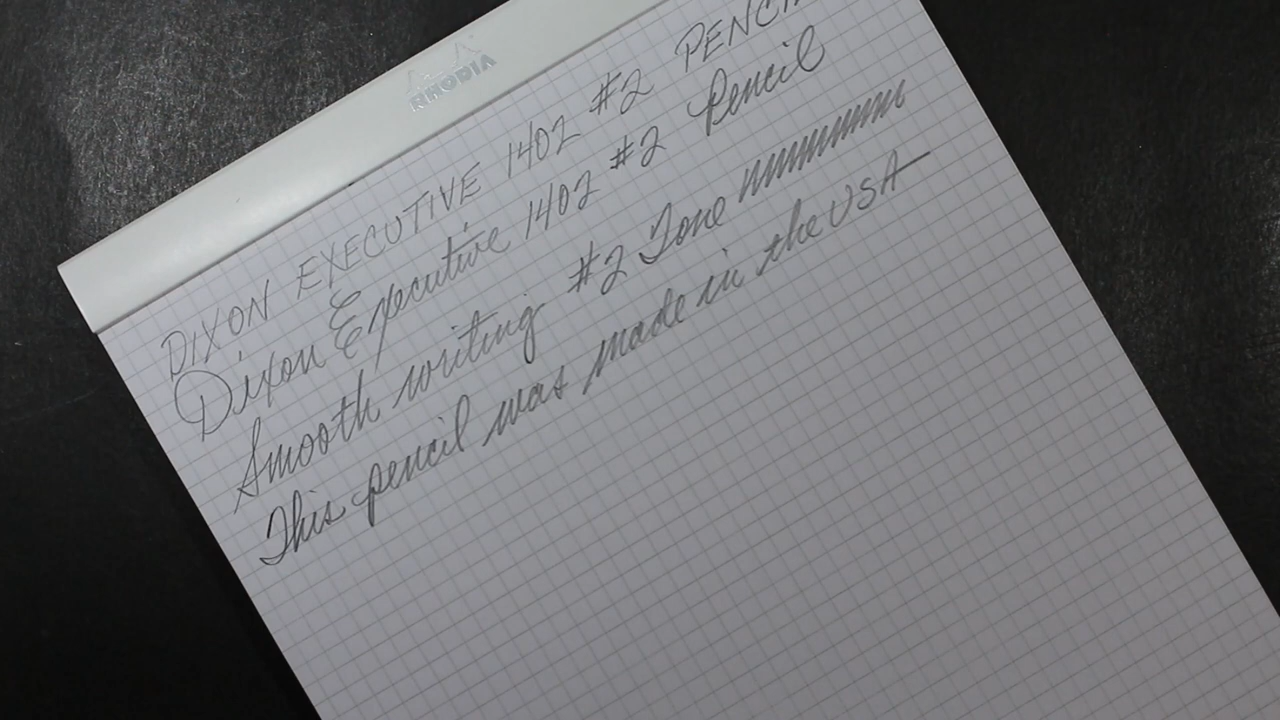 RHODIA
DIXON EXECUTIVE 1402 #2 PENCIL
Dixon Executive 1402 #2 Pencil
Smooth writing #2 Tone
This pencil was made in the USA